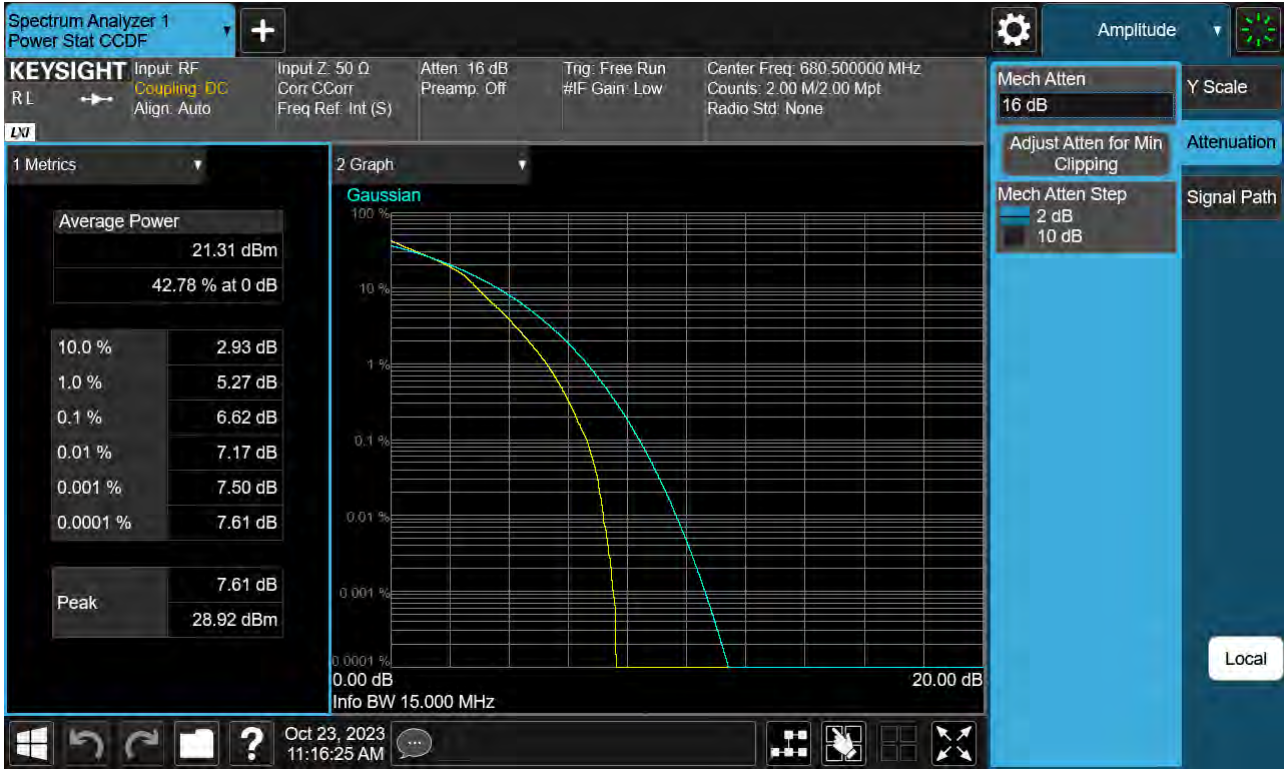 Spectrum Analyzer 1
Power Stat CCDF
+
Amplitude
KEYSIGHT
R L
LXI
Input: RF
Coupling: DC
Align: Auto
Input Z: 50 Ω
Corr CCorr
Freq Ref: Int (S)
Atten: 16 dB
Preamp: Off
Trig: Free Run
#IF Gain: Low
Center Freq: 680.500000 MHz
Counts: 2.00 M/2.00 Mpt
Radio Std: None
Mech Atten
16 dB
Adjust Atten for Min
Clipping
Mech Atten Step
2 dB
10 dB
Y Scale
Attenuation
Signal Path
1 Metrics
Average Power
21.31 dBm
42.78 % at 0 dB
10.0 % 2.93 dB
1.0 % 5.27 dB
0.1 % 6.62 dB
0.01 % 7.17 dB
0.001 % 7.50 dB
0.0001 % 7.61 dB
Peak
7.61 dB
28.92 dBm
2 Graph
Gaussian
100 %
10 %
1 %
0.1 %
0.01 %
0.001 %
0.0001 %
0.00 dB 20.00 dB
Info BW 15.000 MHz
Local
?
Oct 23, 2023
11:16:25 AM